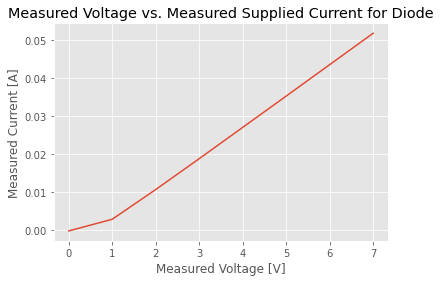 Measured Voltage vs. Measured Supplied Current for Diode
Measured Current [A]
0.05
0.04
0.03
0.02
0.01
0.00
0 1 2 3 4 5 6 7
Measured Voltage [V]